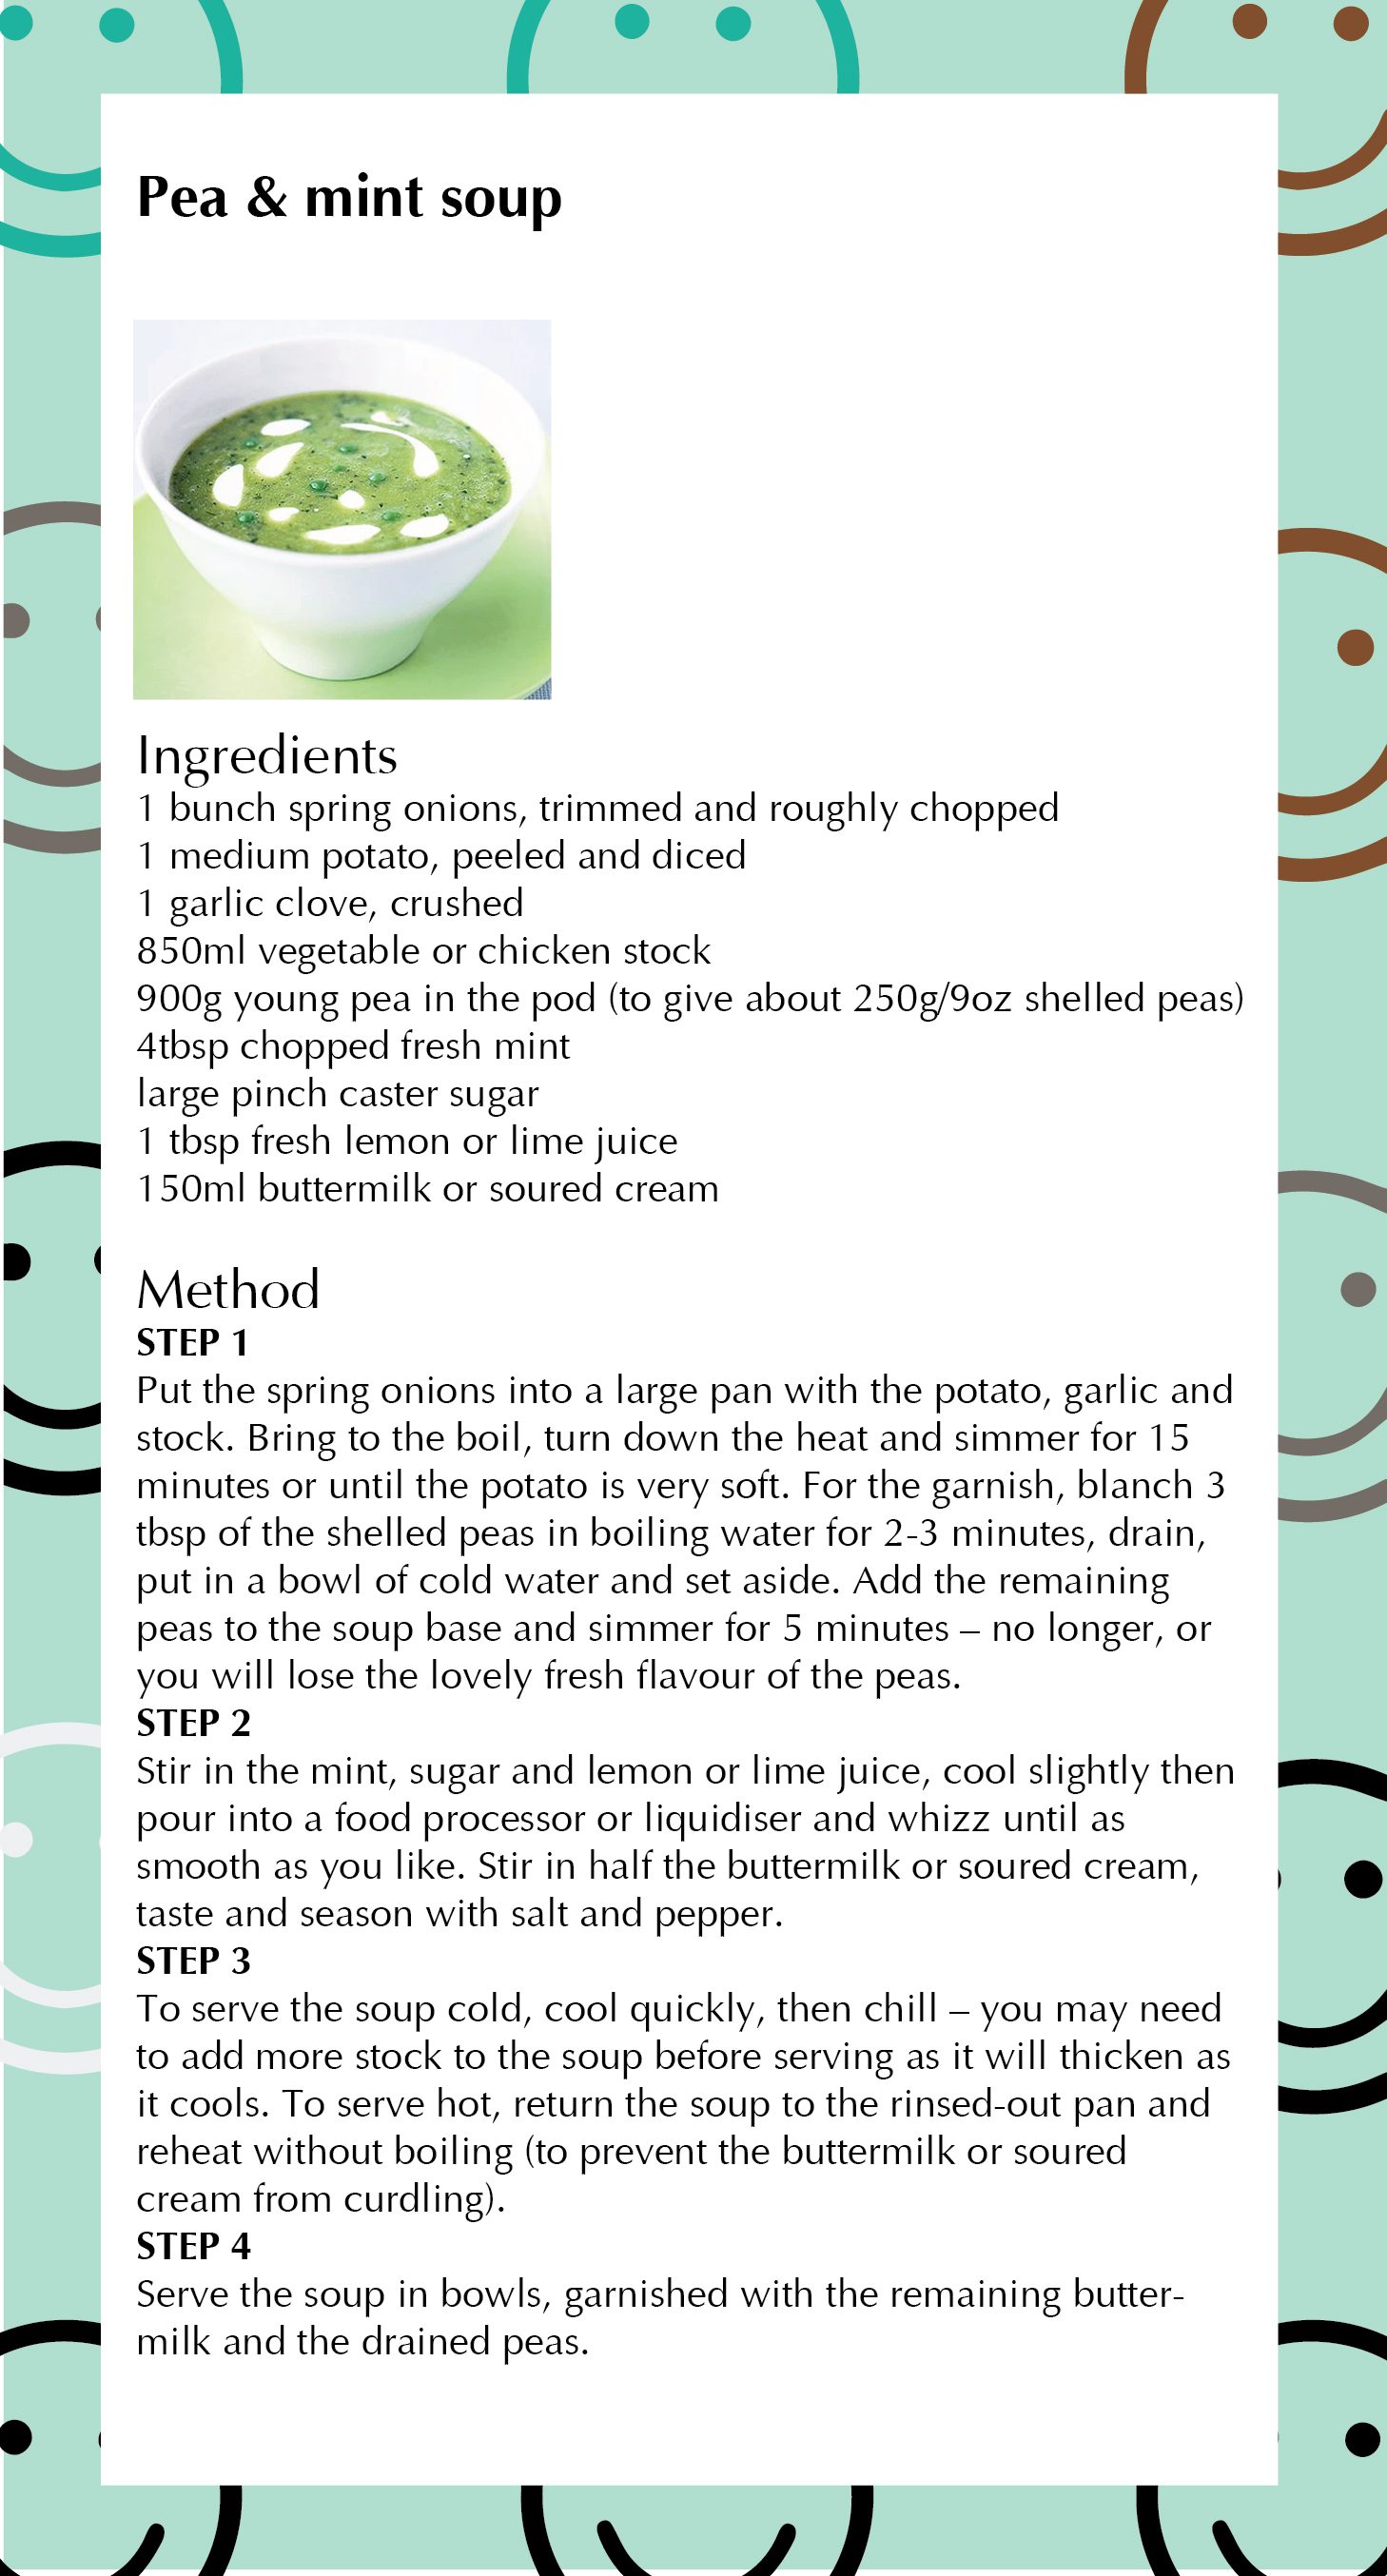 Pea & mint soup
Ingredients
1 bunch spring onions, trimmed and roughly chopped
1 medium potato, peeled and diced
1 garlic clove, crushed
850ml vegetable or chicken stock
900g young pea in the pod (to give about 250g/9oz shelled peas)
4tbsp chopped fresh mint
large pinch caster sugar
1 tbsp fresh lemon or lime juice
150ml buttermilk or soured cream
Method
STEP 1
Put the spring onions into a large pan with the potato, garlic and
stock. Bring to the boil, turn down the heat and simmer for 15
minutes or until the potato is very soft. For the garnish, blanch 3
tbsp of the shelled peas in boiling water for 2-3 minutes, drain,
put in a bowl of cold water and set aside. Add the remaining
peas to the soup base and simmer for 5 minutes – no longer, or
you will lose the lovely fresh flavour of the peas.
STEP 2
Stir in the mint, sugar and lemon or lime juice, cool slightly then
pour into a food processor or liquidiser and whizz until as
smooth as you like. Stir in half the buttermilk or soured cream,
taste and season with salt and pepper.
STEP 3
To serve the soup cold, cool quickly, then chill – you may need
to add more stock to the soup before serving as it will thicken as
it cools. To serve hot, return the soup to the rinsed-out pan and
reheat without boiling (to prevent the buttermilk or soured
cream from curdling).
STEP 4
Serve the soup in bowls, garnished with the remaining butter-
milk and the drained peas.